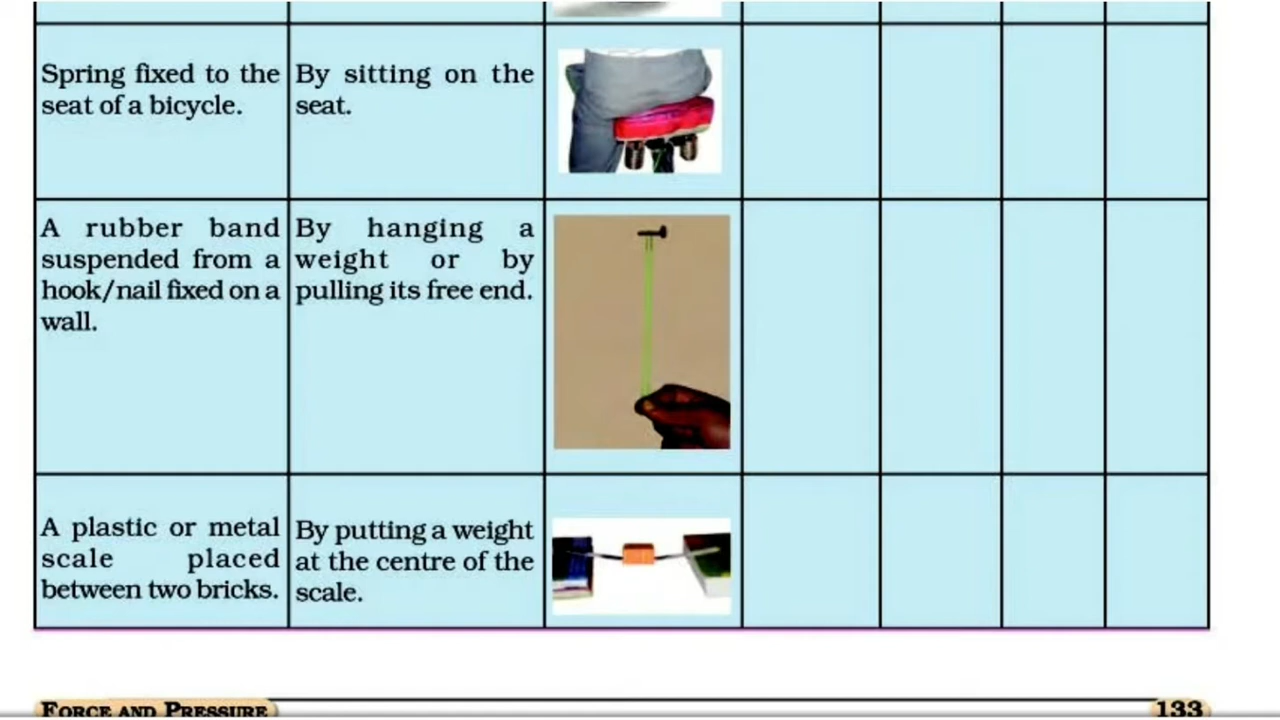 Spring fixed to the
seat of a bicycle.
By sitting on the
seat.
A rubber band
suspended from a
hook/nail fixed on a
wall.
By hanging a
weight or by
pulling its free end.
A plastic or metal
scale placed
between two bricks.
By putting a weight
at the centre of the
scale.
FORCE AND PRESSURE
133